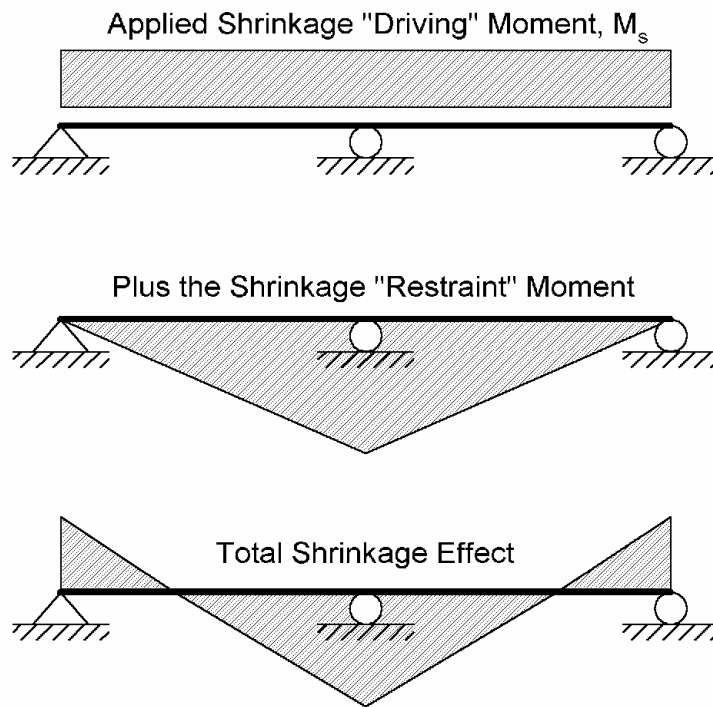 Applied Shrinkage "Driving" Moment, Mₛ
Plus the Shrinkage "Restraint" Moment
Total Shrinkage Effect